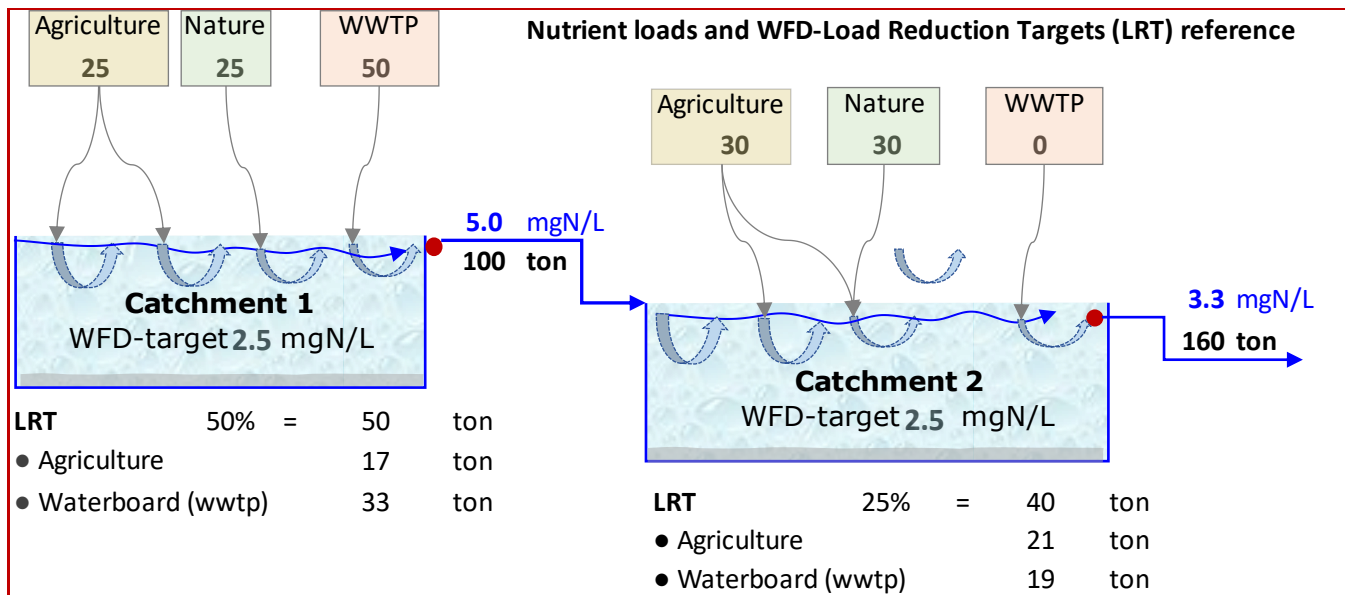 Nutrient loads and WFD-Load Reduction Targets (LRT) reference
Agriculture
25
Nature
25
WWTP
50
5.0 mgN/L
100 ton
Catchment 1
WFD-target 2.5 mgN/L
LRT 50% = 50 ton
● Agriculture 17 ton
● Waterboard (wwtp) 33 ton
Agriculture
30
Nature
30
WWTP
0
3.3 mgN/L
160 ton
Catchment 2
WFD-target 2.5 mgN/L
LRT 25% = 40 ton
● Agriculture 21 ton
● Waterboard (wwtp) 19 ton